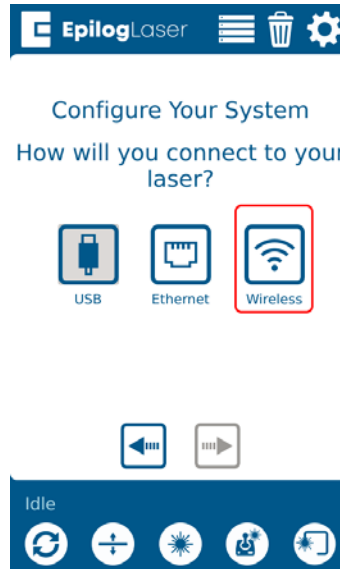 EpilogLaser
Configure Your System
How will you connect to your
laser?
USB
Ethernet
Wireless
Idle